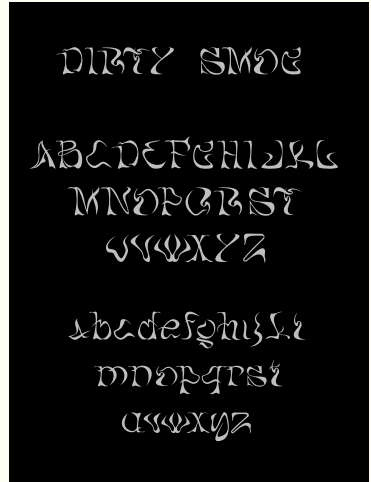 DIRTY SMOG
ABCDEFGHIJKL
MNOPQRST
UVWXYZ
abcdefghijkl
mnopqrst
uvwxyz